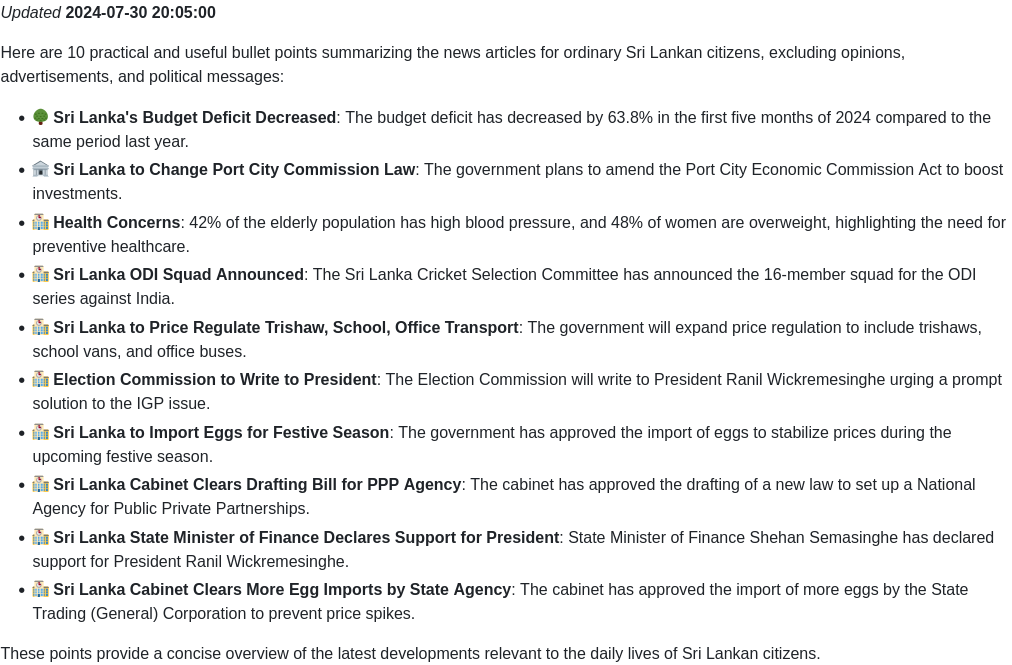 Updated 2024-07-30 20:05:00
Here are 10 practical and useful bullet points summarizing the news articles for ordinary Sri Lankan citizens, excluding opinions,
advertisements, and political messages:
• 🌳 Sri Lanka's Budget Deficit Decreased: The budget deficit has decreased by 63.8% in the first five months of 2024 compared to the
same period last year.
• 🏛️ Sri Lanka to Change Port City Commission Law: The government plans to amend the Port City Economic Commission Act to boost
investments.
• 🏥 Health Concerns: 42% of the elderly population has high blood pressure, and 48% of women are overweight, highlighting the need for
preventive healthcare.
• 🏥 Sri Lanka ODI Squad Announced: The Sri Lanka Cricket Selection Committee has announced the 16-member squad for the ODI
series against India.
• 🏥 Sri Lanka to Price Regulate Trishaw, School, Office Transport: The government will expand price regulation to include trishaws,
school vans, and office buses.
• 🏥 Election Commission to Write to President: The Election Commission will write to President Ranil Wickremesinghe urging a prompt
solution to the IGP issue.
• 🏥 Sri Lanka to Import Eggs for Festive Season: The government has approved the import of eggs to stabilize prices during the
upcoming festive season.
• 🏥 Sri Lanka Cabinet Clears Drafting Bill for PPP Agency: The cabinet has approved the drafting of a new law to set up a National
Agency for Public Private Partnerships.
• 🏥 Sri Lanka State Minister of Finance Declares Support for President: State Minister of Finance Shehan Semasinghe has declared
support for President Ranil Wickremesinghe.
• 🏥 Sri Lanka Cabinet Clears More Egg Imports by State Agency: The cabinet has approved the import of more eggs by the State
Trading (General) Corporation to prevent price spikes.
These points provide a concise overview of the latest developments relevant to the daily lives of Sri Lankan citizens.